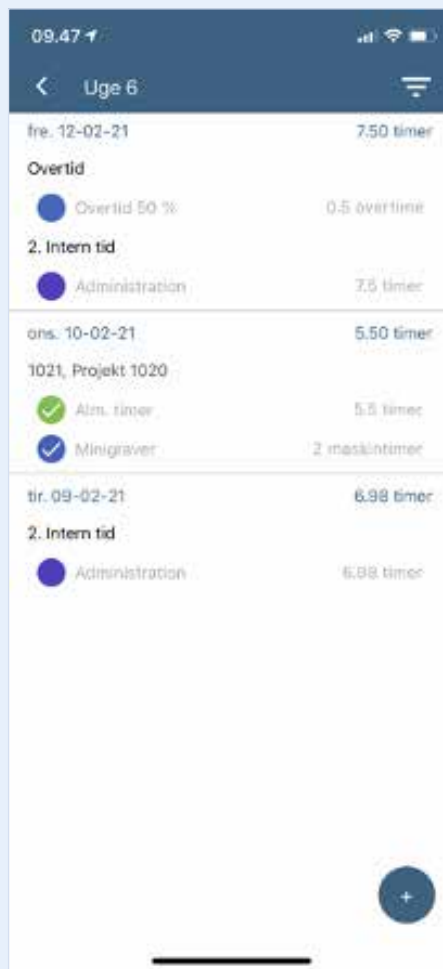 09.47
Uge 6
fre. 12-02-21 7.50 timer
Overtid
Overtid 50 % 0.5 overtime
2. Intern tid
Administration 7.5 timer
ons. 10-02-21 5.50 timer
1021, Projekt 1020
Alm. timer 5.5 timer
Minigraver 2 maskintimer
tir. 09-02-21 6.98 timer
2. Intern tid
Administration 6.98 timer
+